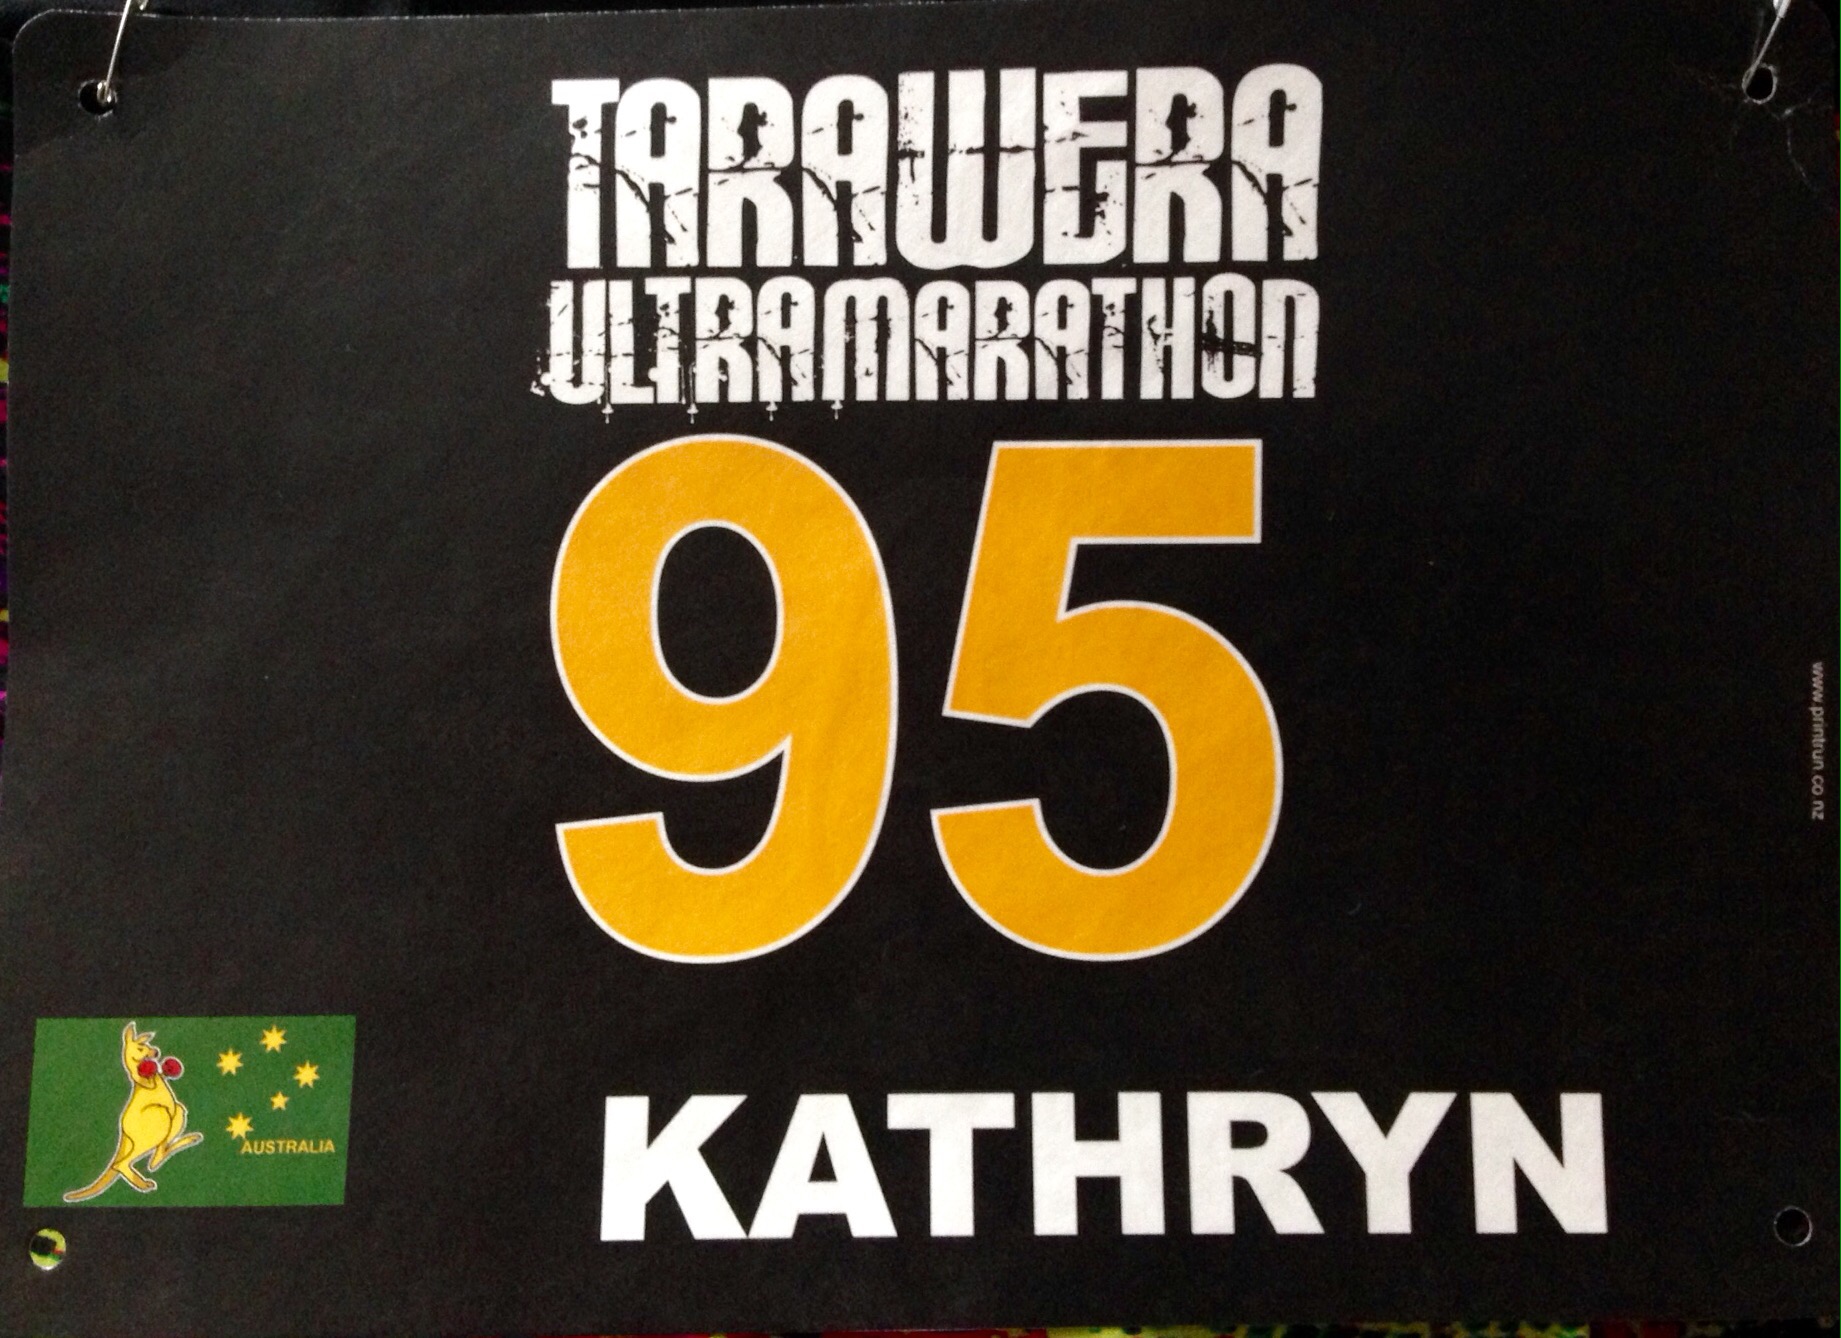 TARAWERA
ULTRAMARATHON
95
AUSTRALIA
KATHRYN
www.printrun.co.nz